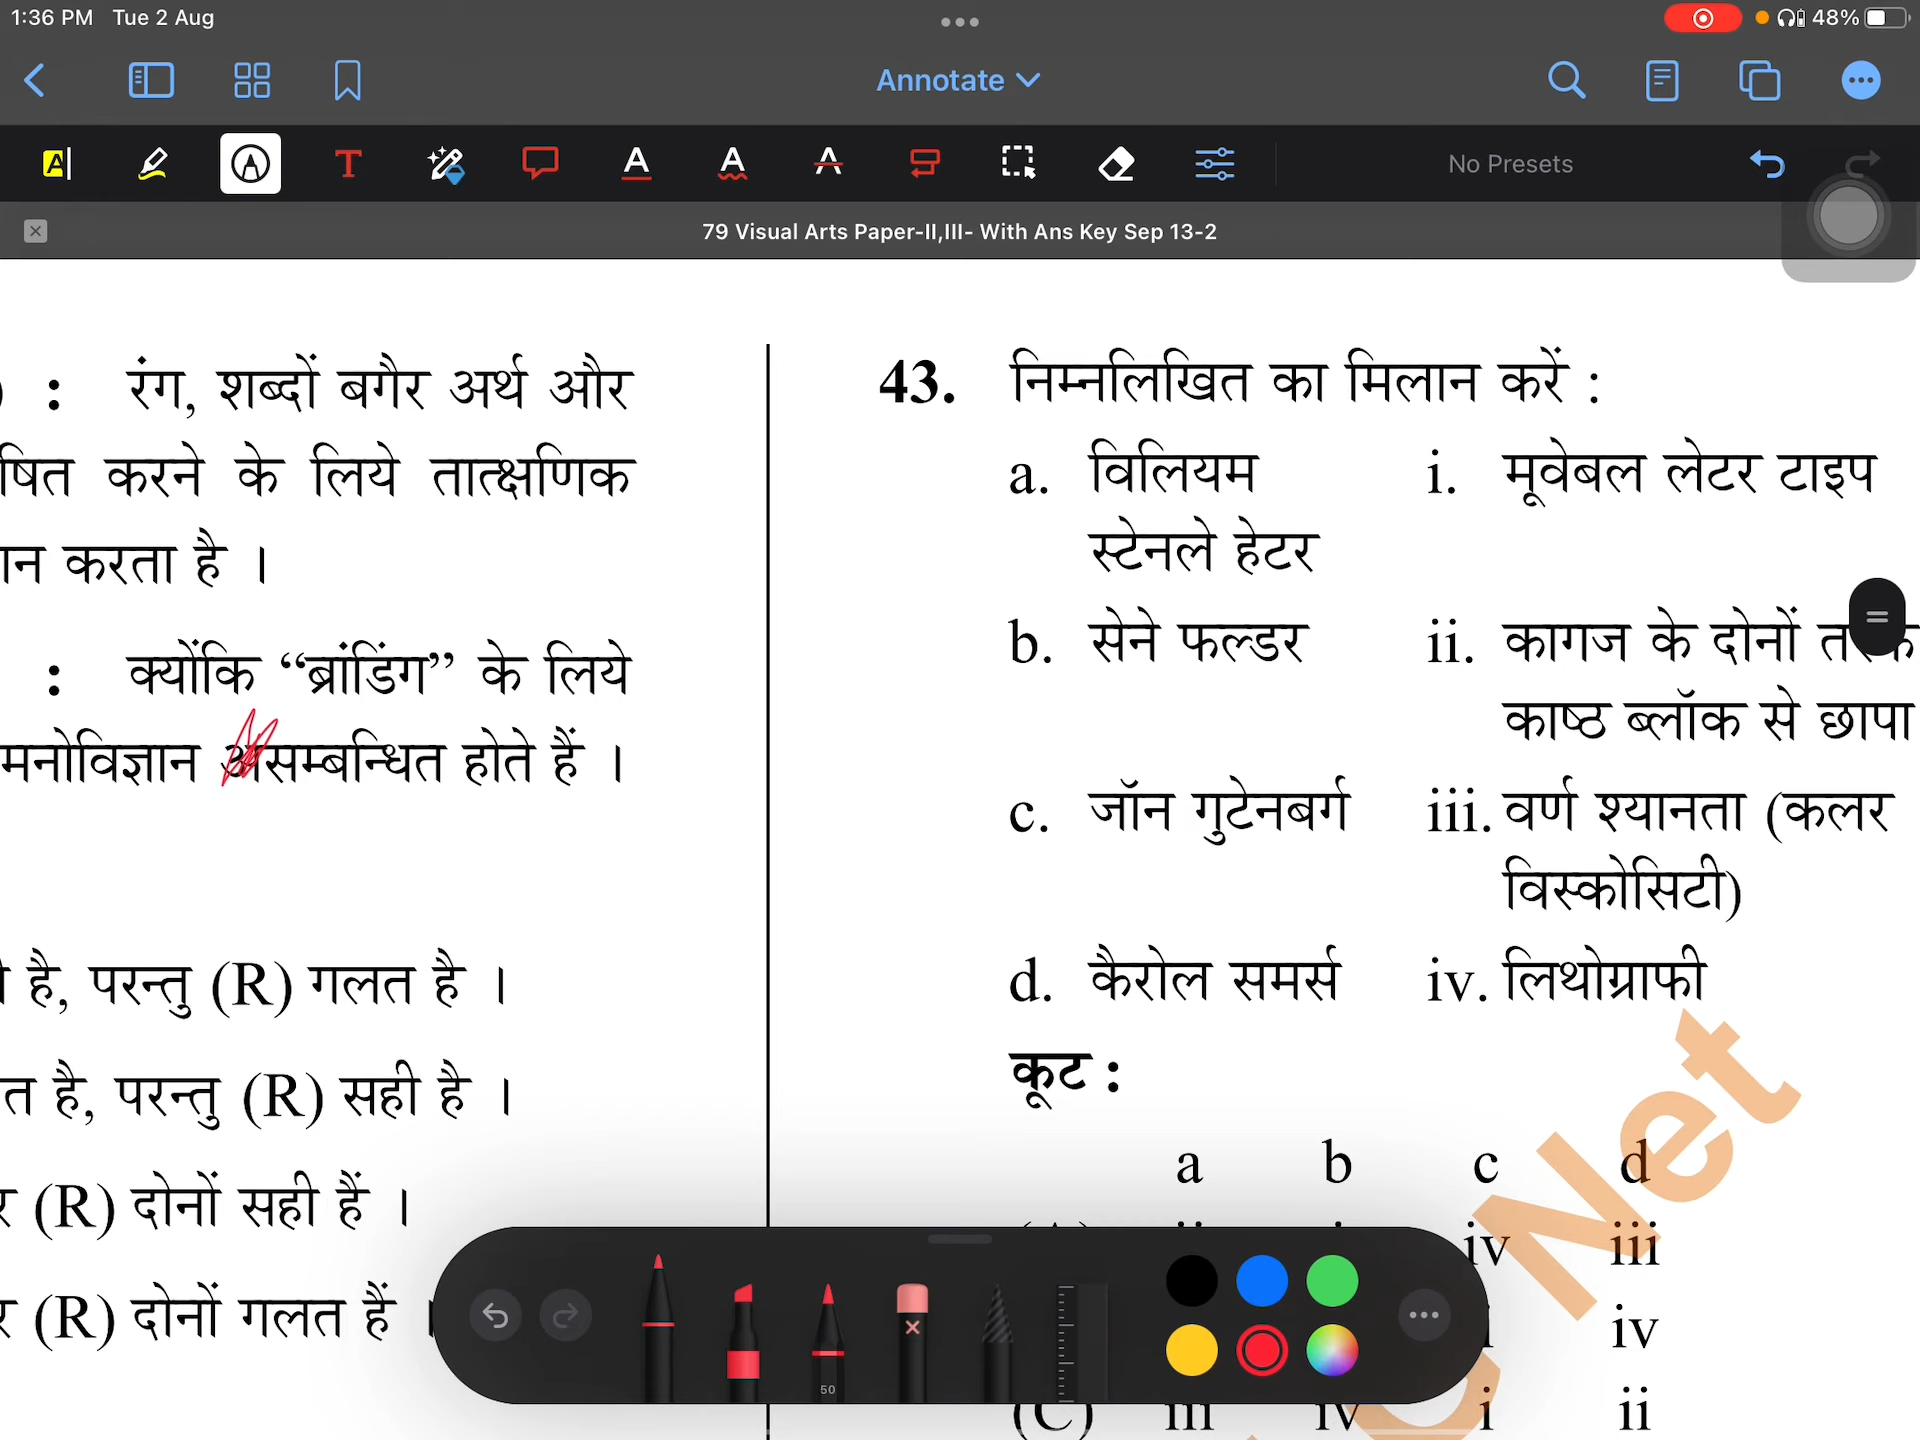 1:36 PM Tue 2 Aug
48%
Annotate
No Presets
79 Visual Arts Paper-II,III- With Ans Key Sep 13-2
: रंग, शब्दों बगैर अर्थ और
षित करने के लिये तात्क्षणिक
करता है ।
: क्योंकि “ब्रांडिंग” के लिये
मनोविज्ञान असम्बन्धित होते हैं ।
है, परन्तु (R) गलत है ।
है, परन्तु (R) सही है ।
(R) दोनों सही हैं ।
(R) दोनों गलत हैं ।
43. निम्नलिखित का मिलान करें :
a. विलियम i. मूवेबल लेटर टाइप
स्टेनले हेटर
b. सेने फल्डर ii. कागज के दोनों
काष्ठ ब्लॉक से छापा
c. जॉन गुटेनबर्ग iii. वर्ण श्यानता (कलर
विस्कोसिटी)
d. कैरोल समर्स iv. लिथोग्राफी
कूट :
a b c d
iv iii
iv
(C) iii iv i ii
50
Net